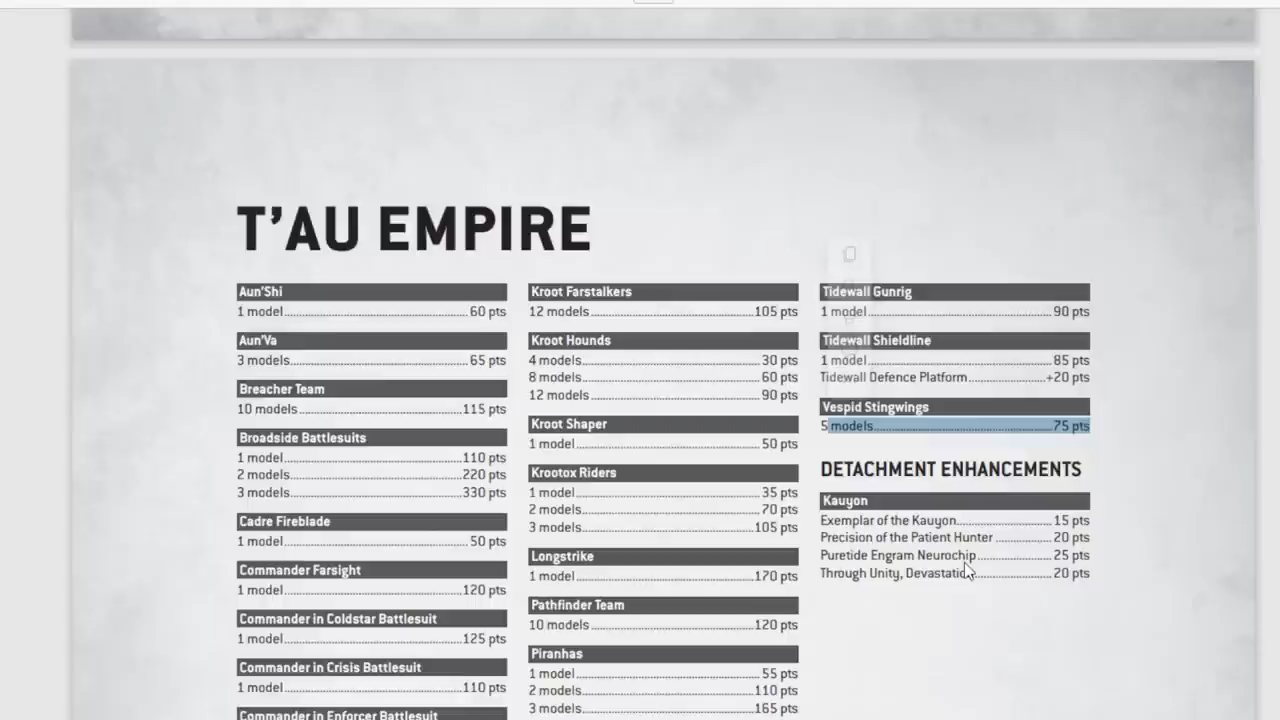 T'AU EMPIRE
Aun'Shi
1 model 60 pts
Aun'Va
3 models 65 pts
Breacher Team
10 models 115 pts
Broadside Battlesuits
1 model 110 pts
2 models 220 pts
3 models 330 pts
Cadre Fireblade
1 model 50 pts
Commander Farsight
1 model 120 pts
Commander in Coldstar Battlesuit
1 model 125 pts
Commander in Crisis Battlesuit
1 model 110 pts
Commander in Enforcer Battlesuit
Kroot Farstalkers
12 models 105 pts
Kroot Hounds
4 models 30 pts
8 models 60 pts
12 models 90 pts
Kroot Shaper
1 model 50 pts
Krootox Riders
1 model 35 pts
2 models 70 pts
3 models 105 pts
Longstrike
1 model 170 pts
Pathfinder Team
10 models 120 pts
Piranhas
1 model 55 pts
2 models 110 pts
3 models 165 pts
Tidewall Gunrig
1 model 90 pts
Tidewall Shieldline
1 model 85 pts
Tidewall Defence Platform +20 pts
Vespid Stingwings
5 models 75 pts
DETACHMENT ENHANCEMENTS
Kauyon
Exemplar of the Kauyon 15 pts
Precision of the Patient Hunter 20 pts
Puretide Engram Neurochip 25 pts
Through Unity, Devastation 20 pts